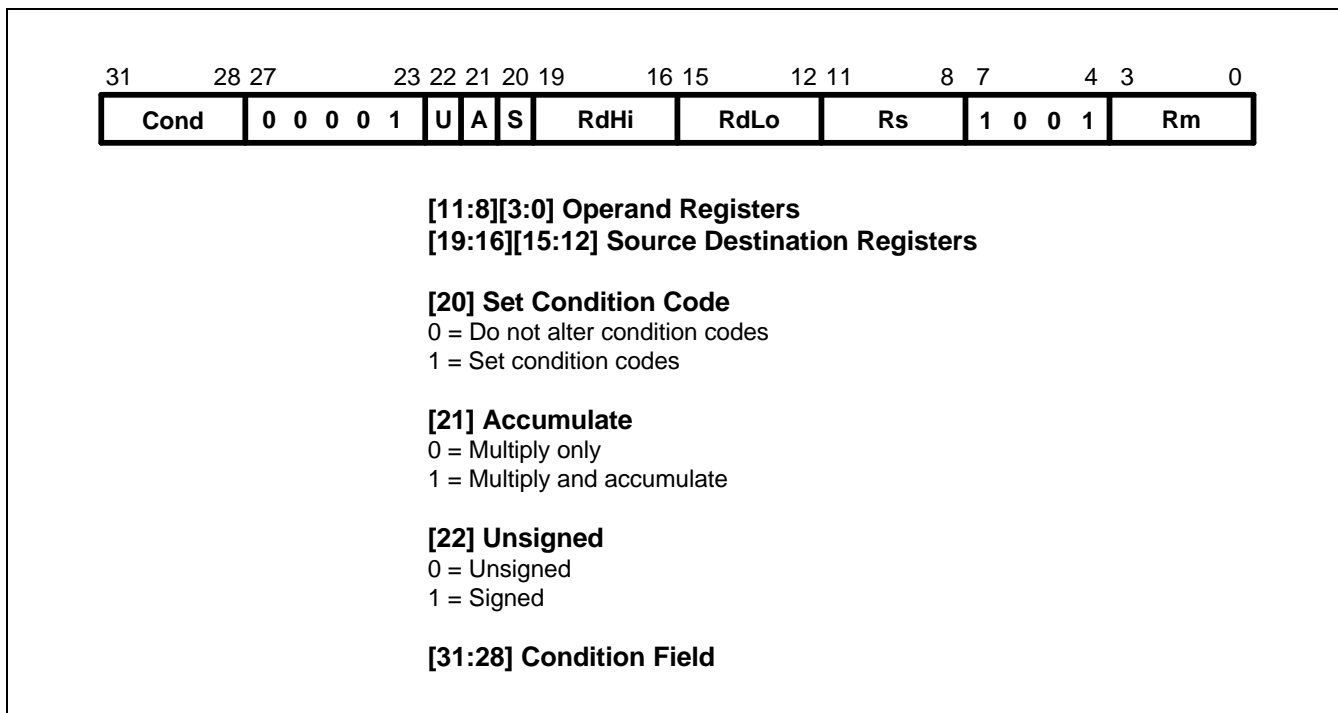 31 28 27 23 22 21 20 19 16 15 12 11 8 7 4 3 0
Cond 0 0 0 0 1 U A S RdHi RdLo Rs 1 0 0 1 Rm
[11:8][3:0] Operand Registers
[19:16][15:12] Source Destination Registers
[20] Set Condition Code
0 = Do not alter condition codes
1 = Set condition codes
[21] Accumulate
0 = Multiply only
1 = Multiply and accumulate
[22] Unsigned
0 = Unsigned
1 = Signed
[31:28] Condition Field